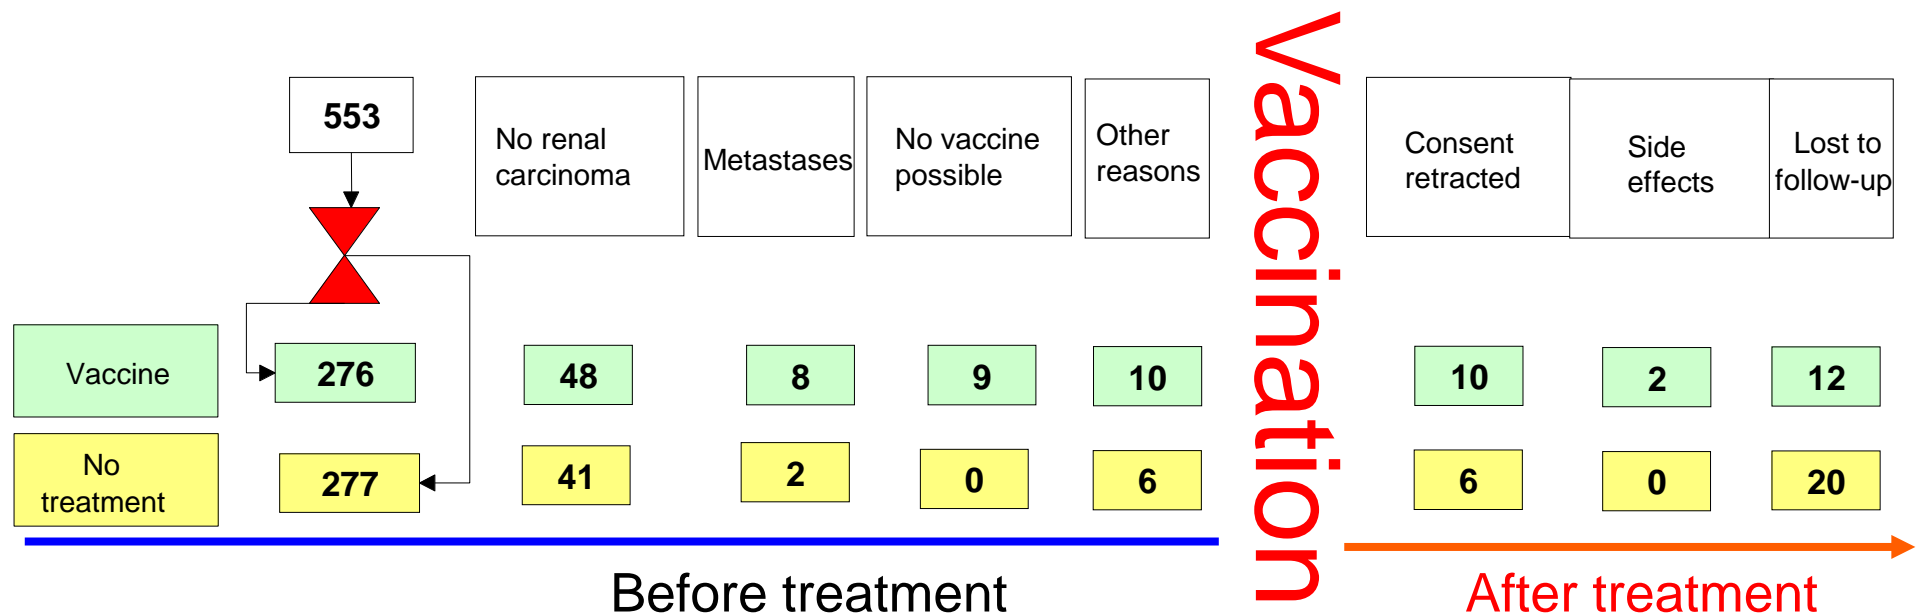 553
No renal
carcinoma
Metastases
No vaccine
possible
Other
reasons
Vaccination
Consent
retracted
Side
effects
Lost to
follow-up
Vaccine
276
48
8
9
10
10
2
12
No
treatment
277
41
2
0
6
6
0
20
Before treatment
After treatment